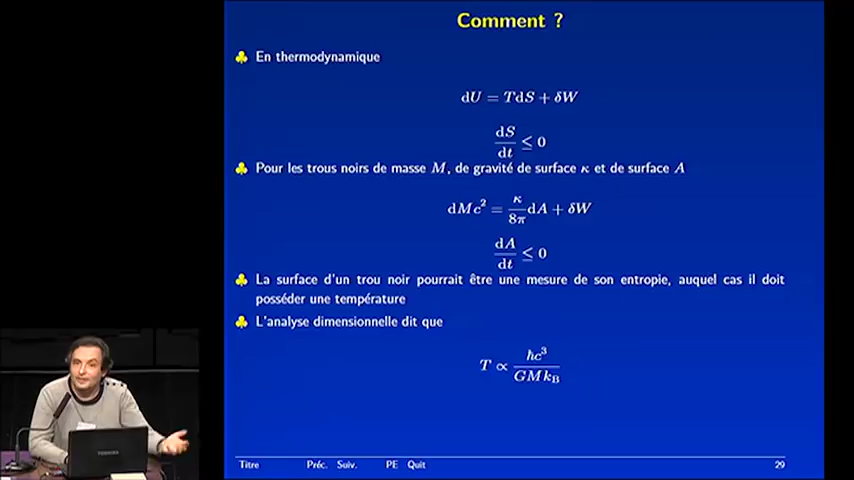 Comment ?
♣ En thermodynamique
dU = TdS + δW
dS/dt ≤ 0
♣ Pour les trous noirs de masse M, de gravité de surface κ et de surface A
dMc² = κ/8π dA + δW
dA/dt ≤ 0
♣ La surface d'un trou noir pourrait être une mesure de son entropie, auquel cas il doit
posséder une température
♣ L'analyse dimensionnelle dit que
T ∝ ħc³/GMk_B
Titre Préc. Suiv. PE Quit 29
TOSHIBA